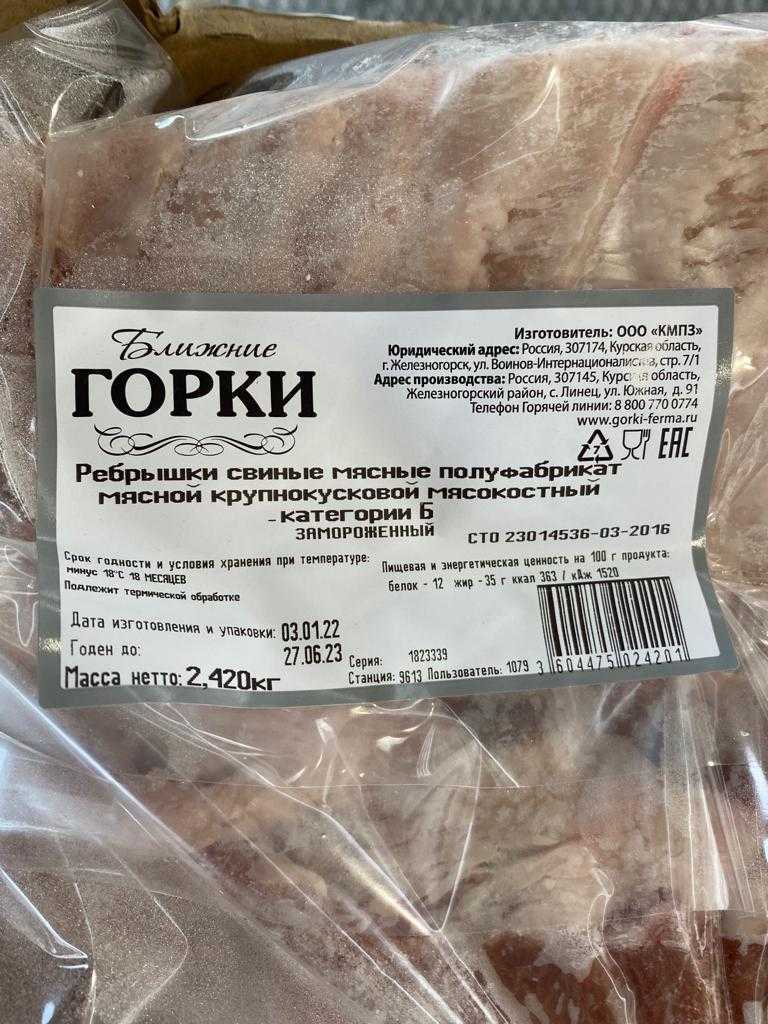 Ближние
ГОРКИ
Изготовитель: ООО «КМПЗ»
Юридический адрес: Россия, 307174, Курская область,
г. Железногорск, ул. Воинов-Интернационалистов, стр. 7/1
Адрес производства: Россия, 307145, Курская область,
Железногорский район, с. Линец, ул. Южная, д. 91
Телефон Горячей линии: 8 800 770 0774
www.gorki-ferma.ru
7 EAC
Ребрышки свиные мясные полуфабрикат
мясной крупнокусковой мясокостный
категории Б
ЗАМОРОЖЕННЫЙ
СТО 23014536-03-2016
Срок годности и условия хранения при температуре:
минус 18°С 18 МЕСЯЦЕВ
Подлежит термической обработке
Пищевая и энергетическая ценность на 100 г продукта:
белок - 12 жир -35 г ккал 363 / кДж 1520
Дата изготовления и упаковки: 03.01.22
Годен до: 27.06.23
Масса нетто: 2,420кг
Серия: 1823339
Станция: 9613 Пользователь: 1079
3 604475 024201